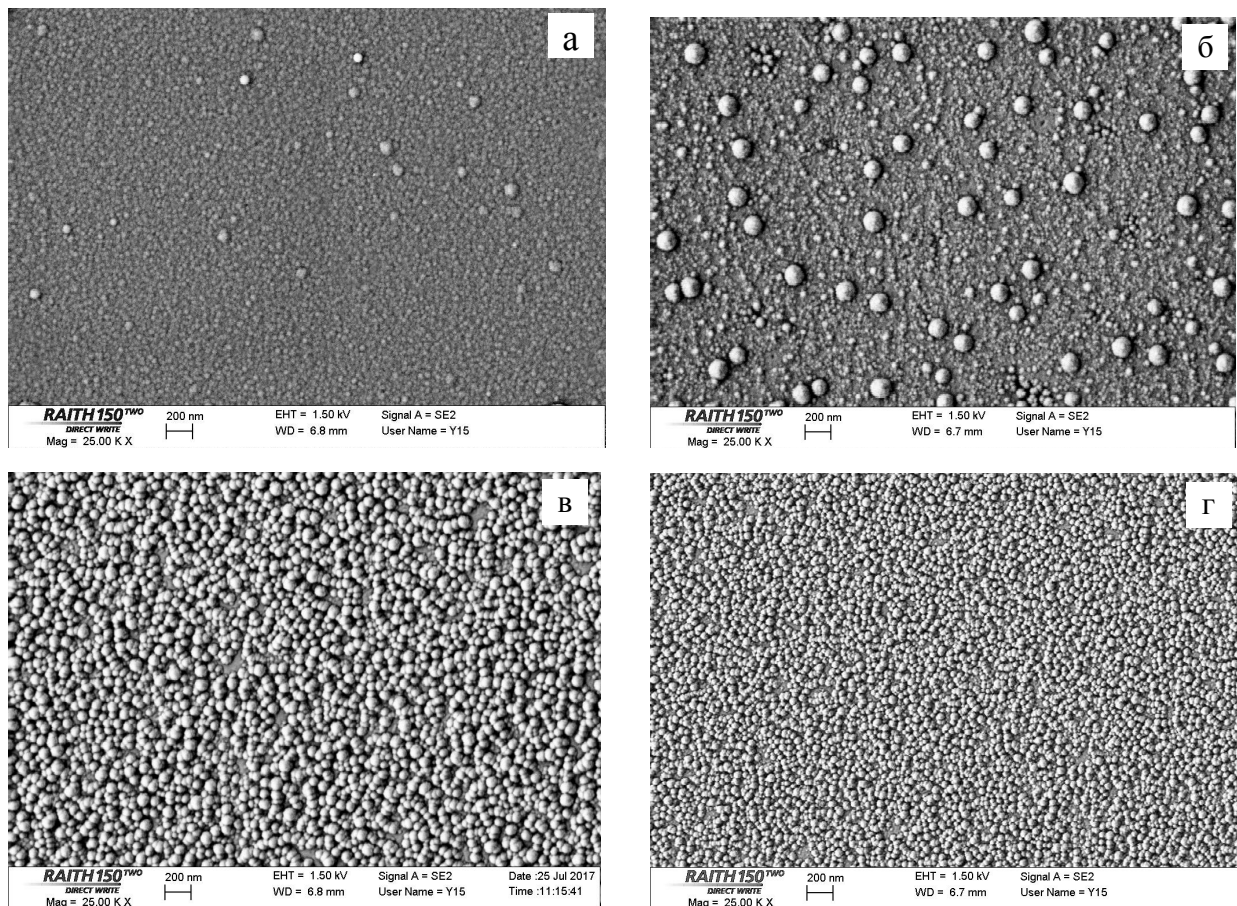 а
RAITH150TWO 200 nm EHT = 1.50 kV Signal A = SE2
DIRECT WRITE WD = 6.8 mm User Name = Y15
Mag = 25.00 K X
б
RAITH150TWO 200 nm EHT = 1.50 kV Signal A = SE2
DIRECT WRITE WD = 6.7 mm User Name = Y15
Mag = 25.00 K X
в
RAITH150TWO 200 nm EHT = 1.50 kV Signal A = SE2 Date :25 Jul 2017
DIRECT WRITE WD = 6.8 mm User Name = Y15 Time :11:15:41
Mag = 25.00 K X
г
RAITH150TWO 200 nm EHT = 1.50 kV Signal A = SE2
DIRECT WRITE WD = 6.7 mm User Name = Y15
Mag = 25.00 K X